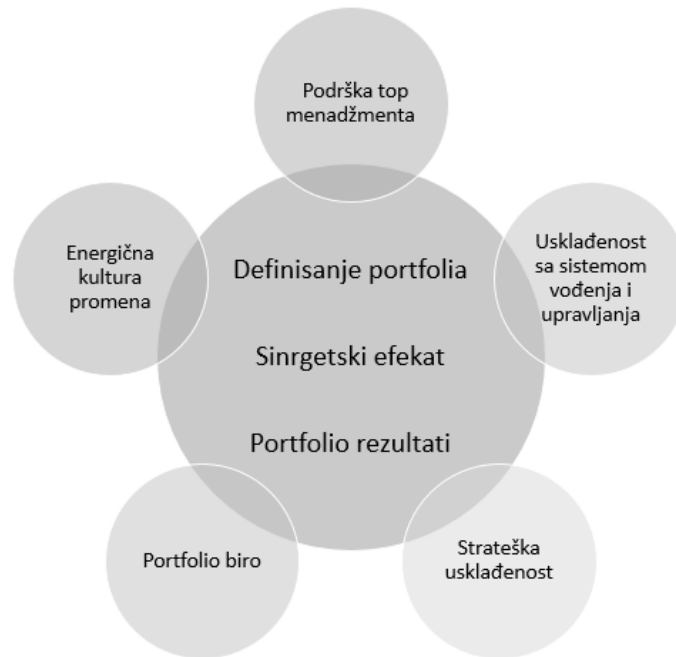 Podrška top
menadžmenta
Energična
kultura
promena
Definisanje portfolia
Sinrgetski efekat
Portfolio rezultati
Usklađenost
sa sistemom
vođenja i
upravljanja
Portfolio biro
Strateška
usklađenost